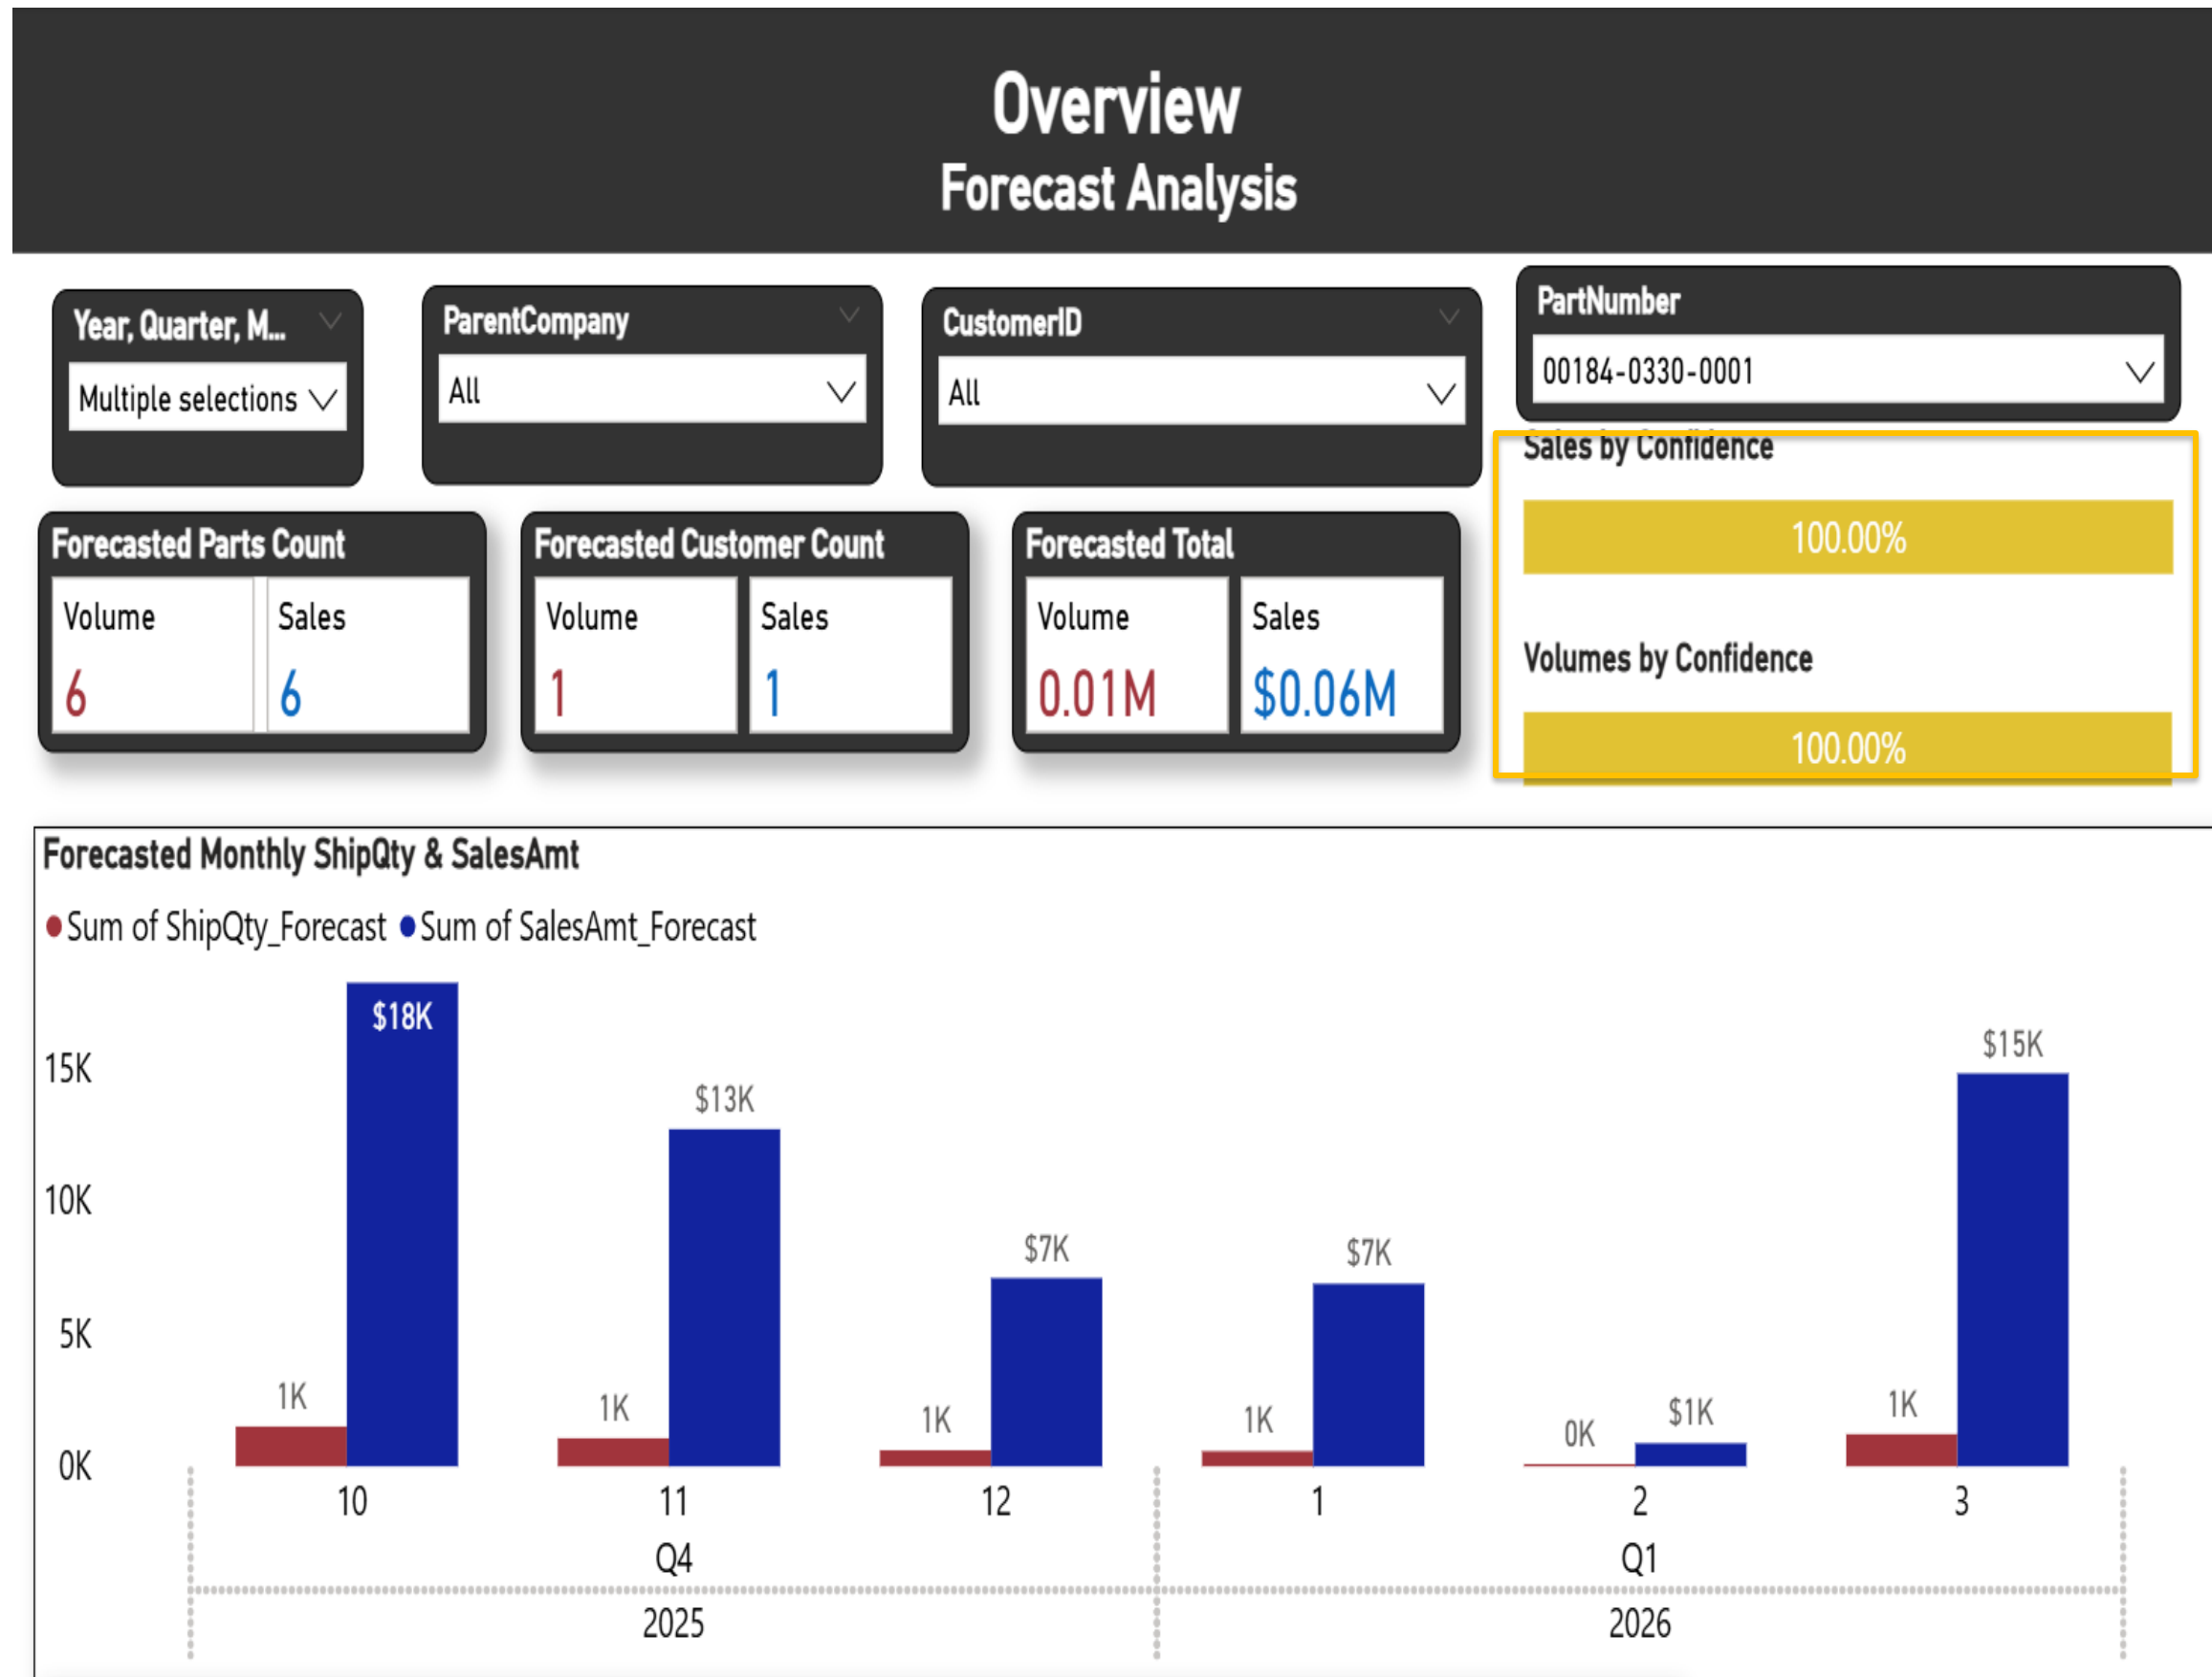 Overview
Forecast Analysis
Year, Quarter, M...
Multiple selections
ParentCompany
All
CustomerID
All
PartNumber
00184-0330-0001
Sales by Confidence
100.00%
Volumes by Confidence
100.00%
Forecasted Parts Count
Volume Sales
6 6
Forecasted Customer Count
Volume Sales
1 1
Forecasted Total
Volume Sales
0.01M $0.06M
Forecasted Monthly ShipQty & SalesAmt
Sum of ShipQty_Forecast Sum of SalesAmt_Forecast
15K
10K
5K
0K
1K $18K
1K $13K
1K $7K
1K $7K
0K $1K
1K $15K
10 11 12 1 2 3
Q4 Q1
2025 2026